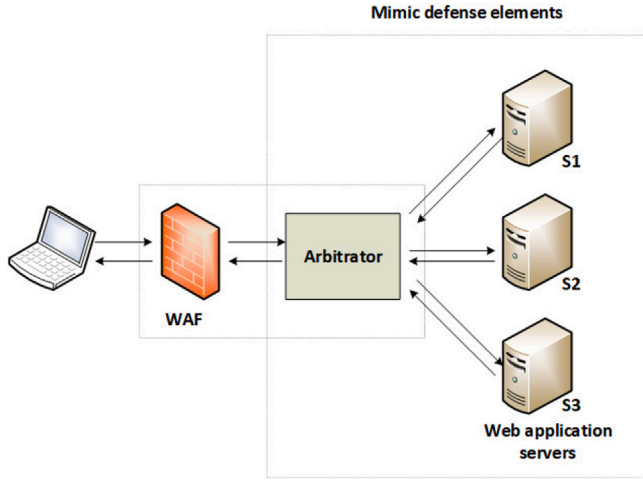 Mimic defense elements
S1
Arbitrator
S2
WAF
S3
Web application
servers